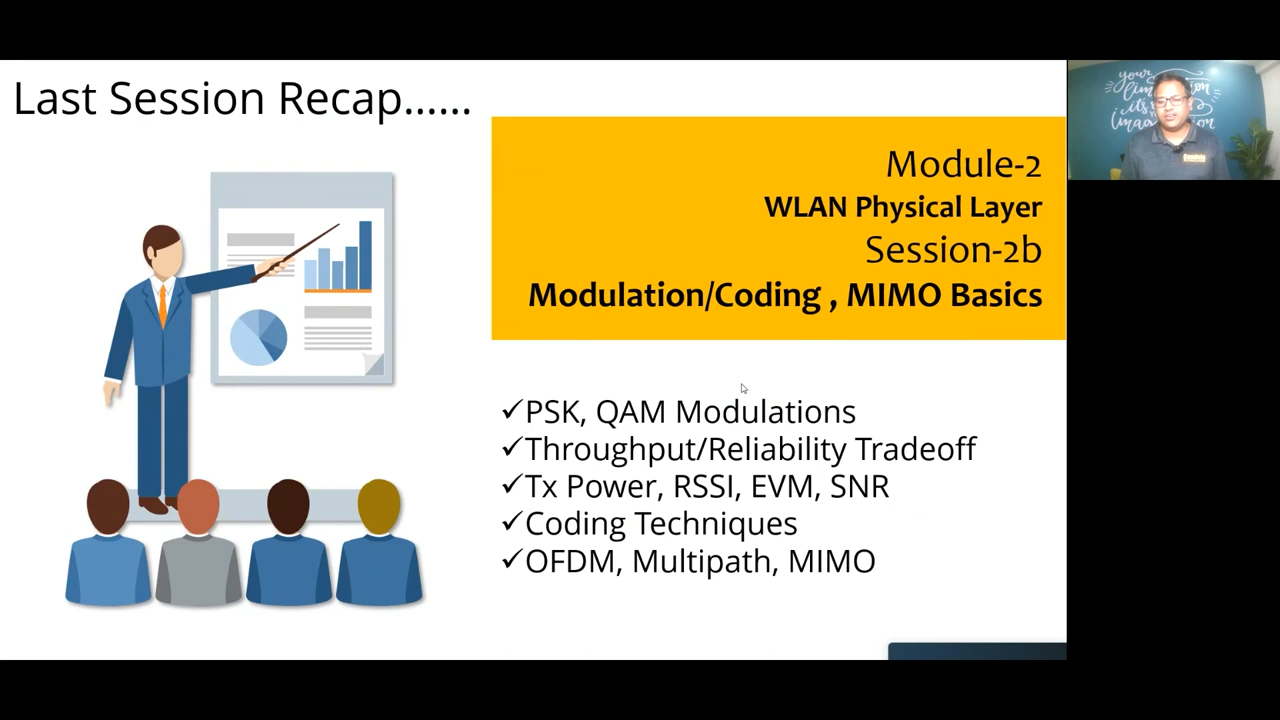 Last Session Recap......
Module-2
WLAN Physical Layer
Session-2b
Modulation/Coding , MIMO Basics
✓PSK, QAM Modulations
✓Throughput/Reliability Tradeoff
✓Tx Power, RSSI, EVM, SNR
✓Coding Techniques
✓OFDM, Multipath, MIMO
your